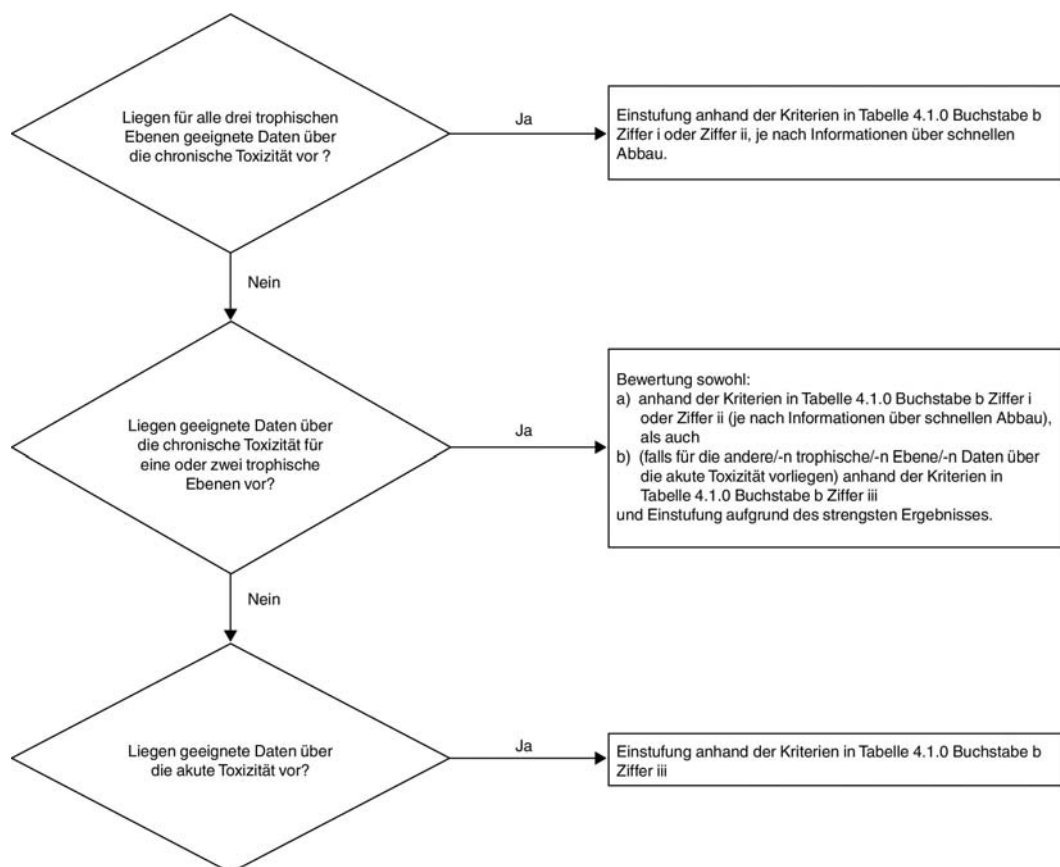 Liegen für alle drei trophischen
Ebenen geeignete Daten über
die chronische Toxizität vor ?
Ja
Einstufung anhand der Kriterien in Tabelle 4.1.0 Buchstabe b
Ziffer i oder Ziffer ii, je nach Informationen über schnellen
Abbau.
Nein
Liegen geeignete Daten über
die chronische Toxizität für
eine oder zwei trophische
Ebenen vor?
Ja
Bewertung sowohl:
a) anhand der Kriterien in Tabelle 4.1.0 Buchstabe b Ziffer i
oder Ziffer ii (je nach Informationen über schnellen Abbau),
als auch
b) (falls für die andere/-n trophische/-n Ebene/-n Daten über
die akute Toxizität vorliegen) anhand der Kriterien in
Tabelle 4.1.0 Buchstabe b Ziffer iii
und Einstufung aufgrund des strengsten Ergebnisses.
Nein
Liegen geeignete Daten über
die akute Toxizität vor?
Ja
Einstufung anhand der Kriterien in Tabelle 4.1.0 Buchstabe b
Ziffer iii